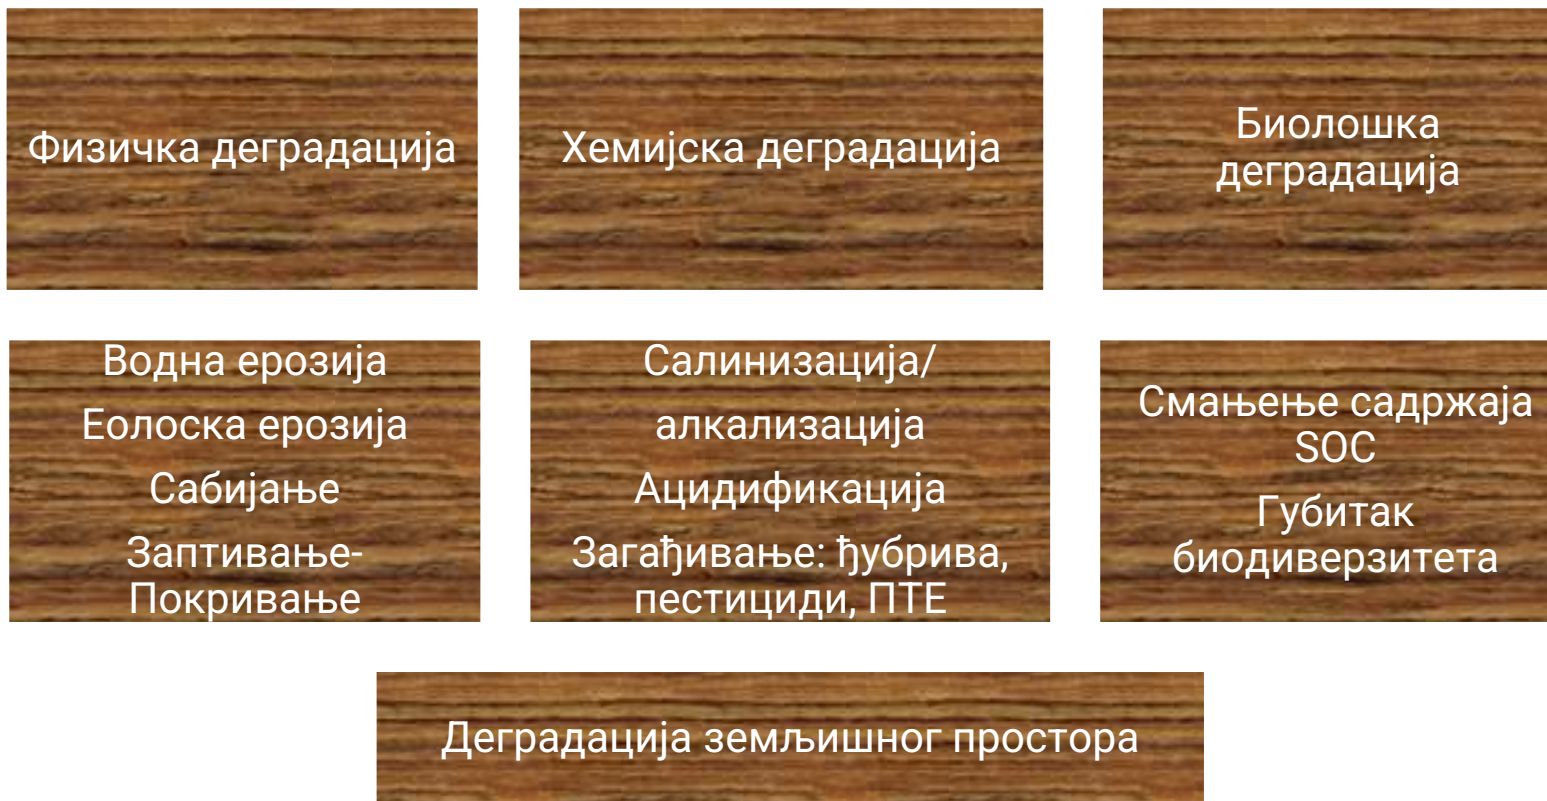 Физичка деградација
Хемијска деградација
Биолошка
деградација
Водна ерозија
Еолоска ерозија
Сабијање
Заптивање-
Покривање
Салинизација/
алкализација
Ацидификација
Загађивање: ђубрива,
пестициди, ПТЕ
Смањење садржаја
SOC
Губитак
биодиверзитета
Деградација земљишног простора